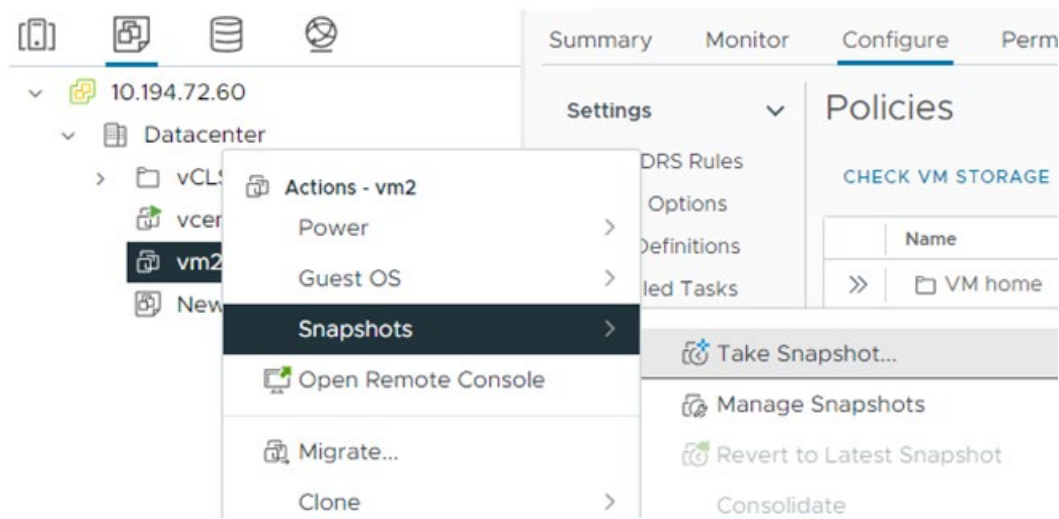 Summary Monitor Configure Perm
10.194.72.60
Settings
Policies
Datacenter
DRS Rules
CHECK VM STORAGE
vCLS
Actions - vm2
Options
vcen
Power
Definitions
Name
vm2
Guest OS
led Tasks
VM home
New
Snapshots
Take Snapshot...
Open Remote Console
Manage Snapshots
Migrate...
Revert to Latest Snapshot
Clone
Consolidate